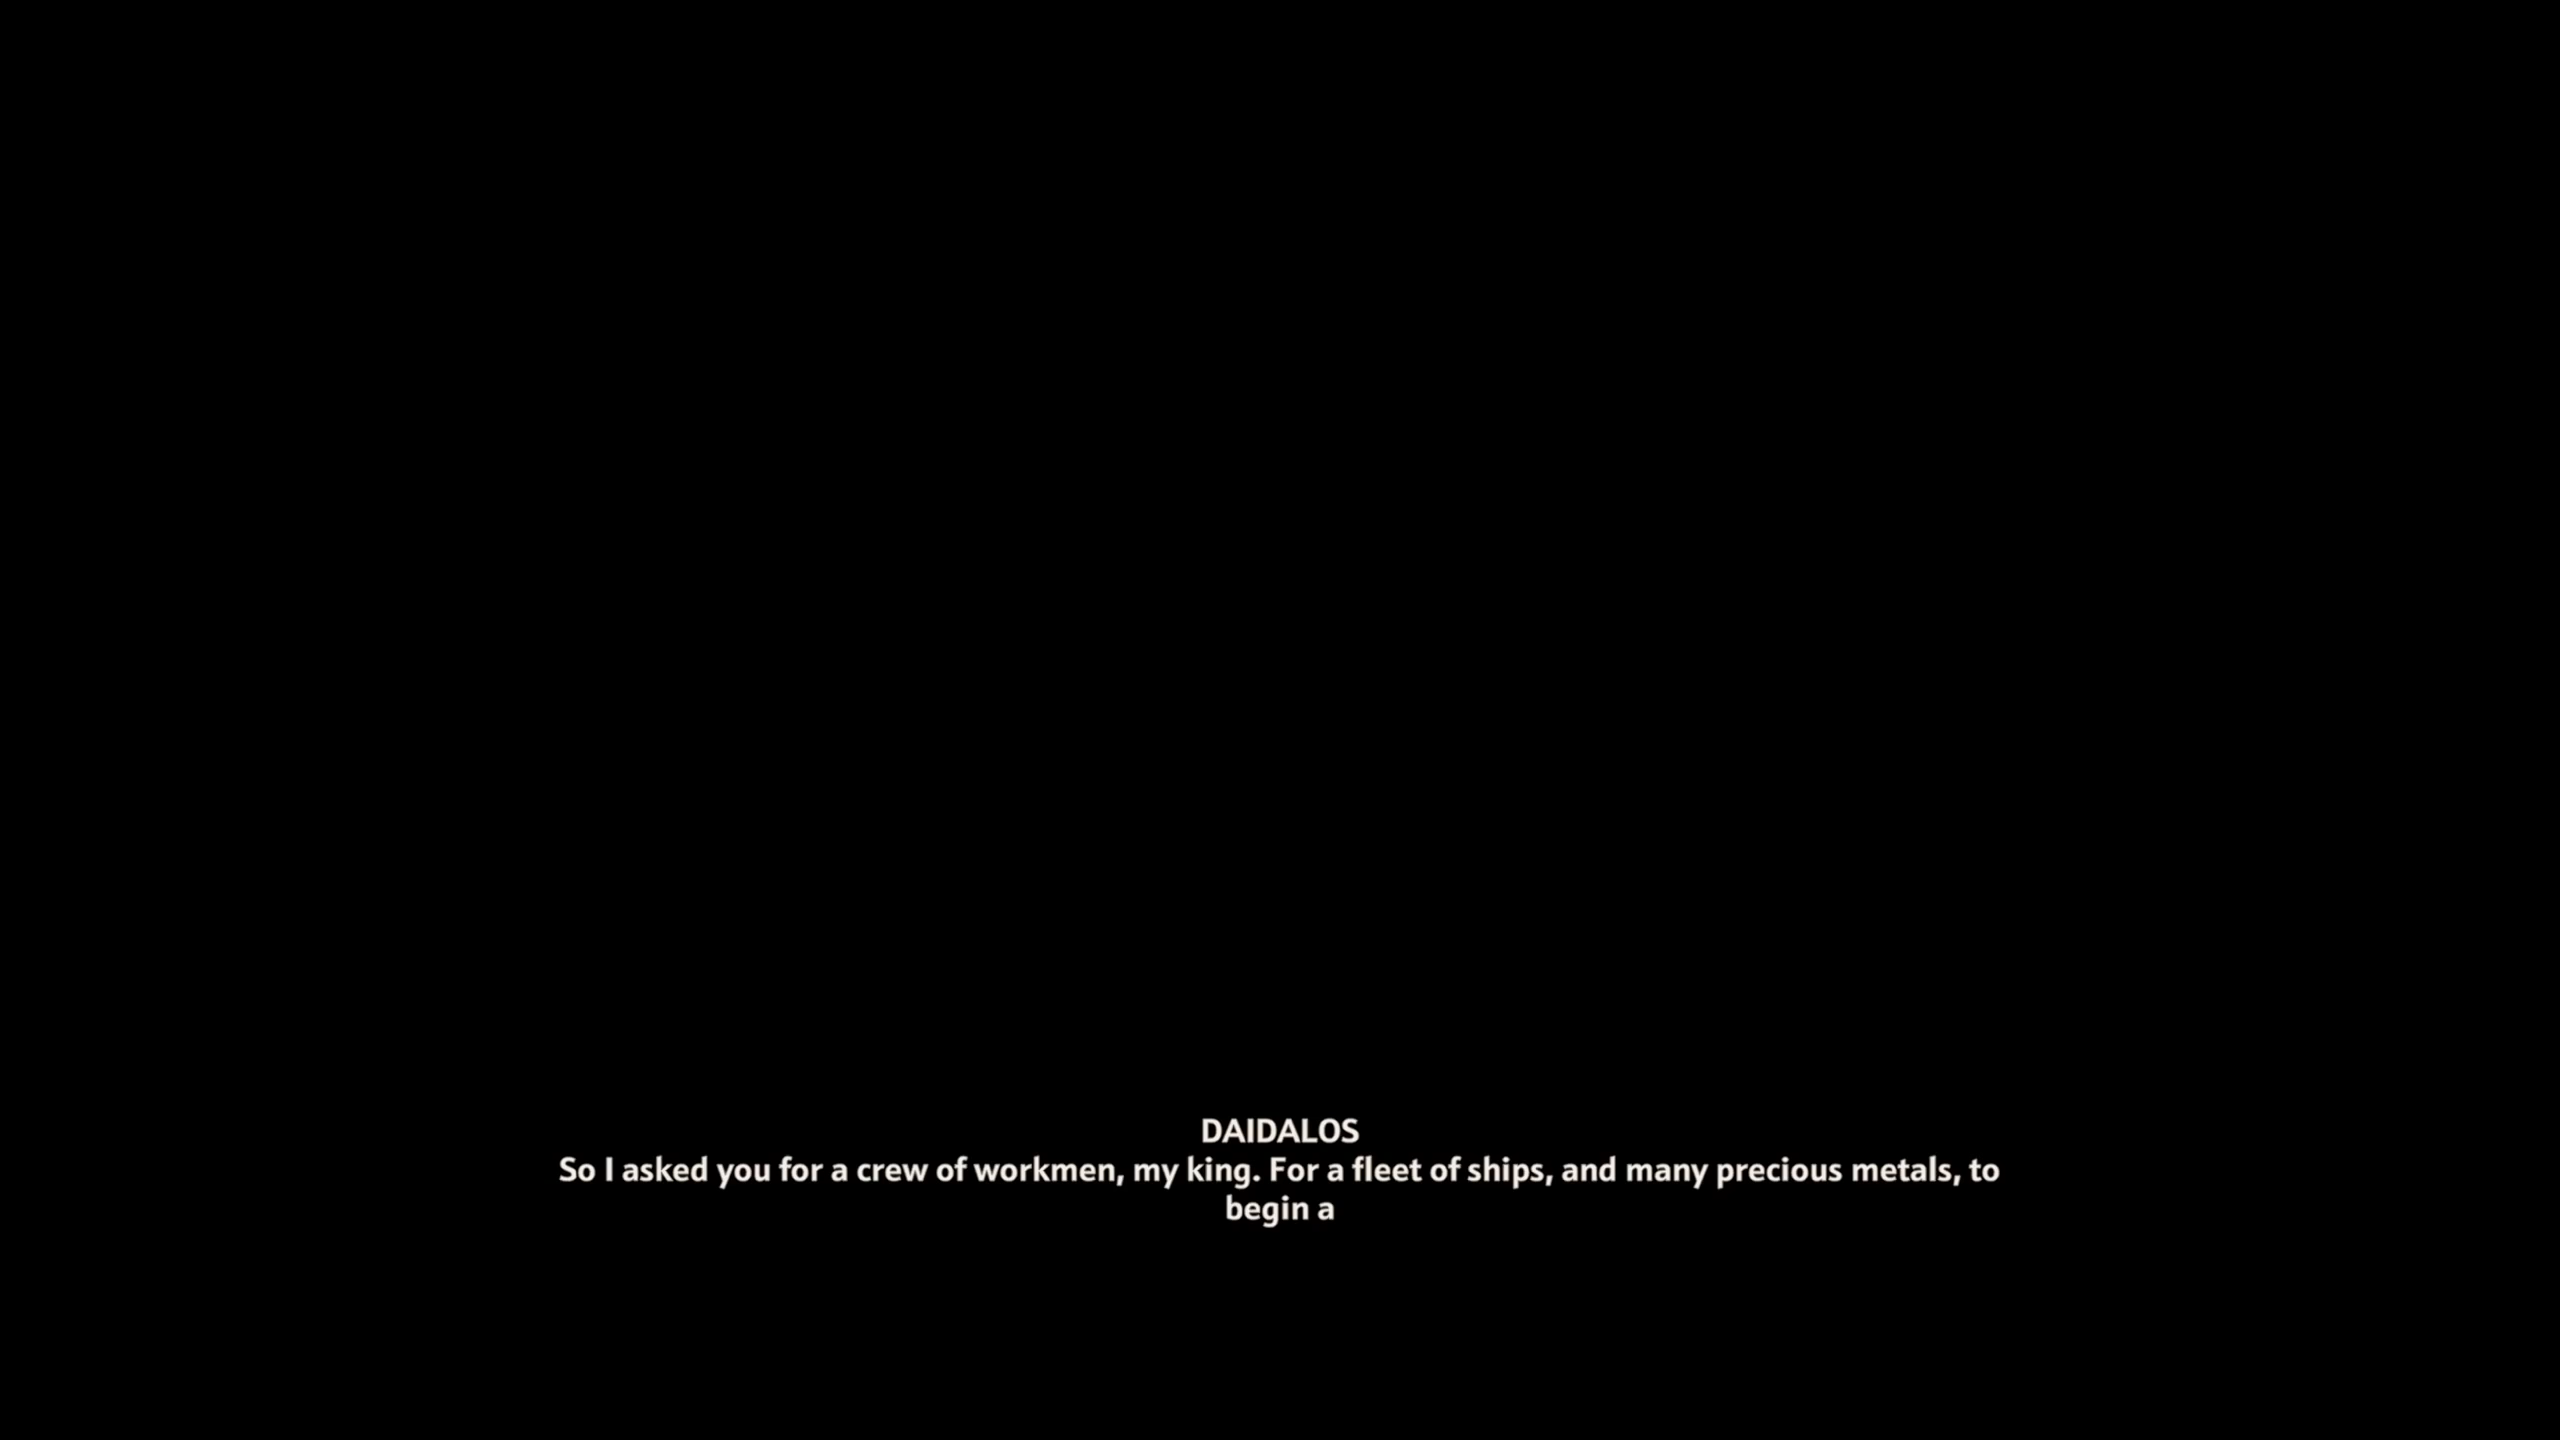 DAIDALOS
So I asked you for a crew of workmen, my king. For a fleet of ships, and many precious metals, to
begin a